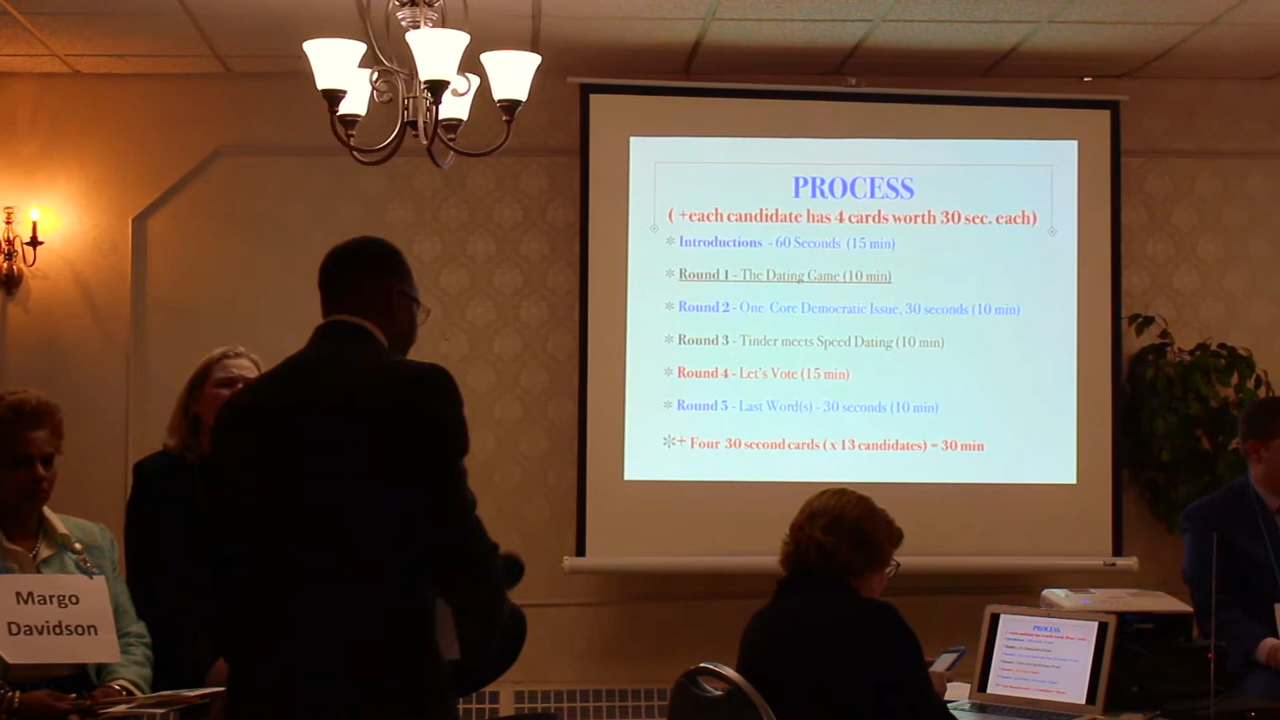 PROCESS
( +each candidate has 4 cards worth 30 sec. each)
* Introductions - 60 Seconds (15 min)
* Round 1 - The Dating Game (10 min)
* Round 2 - One Core Democratic Issue, 30 seconds (10 min)
* Round 3 - Tinder meets Speed Dating (10 min)
* Round 4 - Let's Vote (15 min)
* Round 5 - Last Word(s) - 30 seconds (10 min)
*+ Four 30 second cards ( x 13 candidates) = 30 min
Margo
Davidson
PROCESS